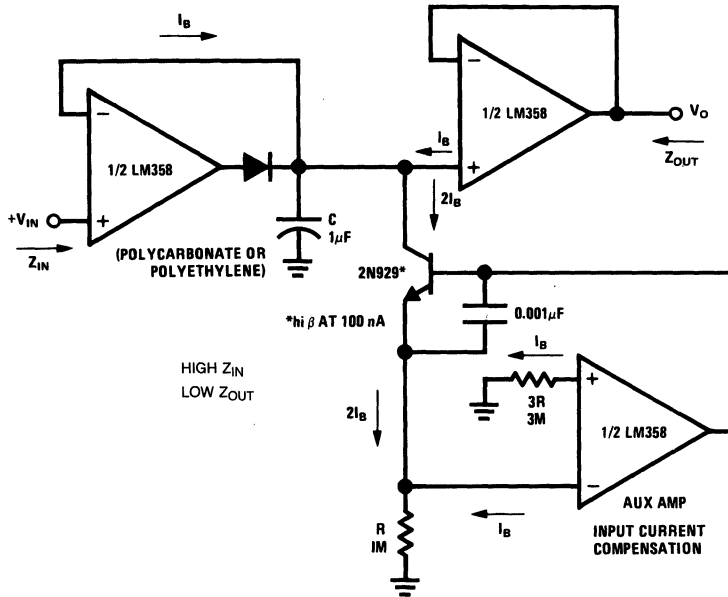 I_B
−
1/2 LM358
+V_IN
+
Z_IN
C
1μF
(POLYCARBONATE OR
POLYETHYLENE)
−
1/2 LM358
+
I_B
V_O
Z_OUT
2I_B
2N929*
*hi β AT 100 nA
0.001μF
HIGH Z_IN
LOW Z_OUT
I_B
3R
3M
+
1/2 LM358
−
2I_B
I_B
R
1M
AUX AMP
INPUT CURRENT
COMPENSATION